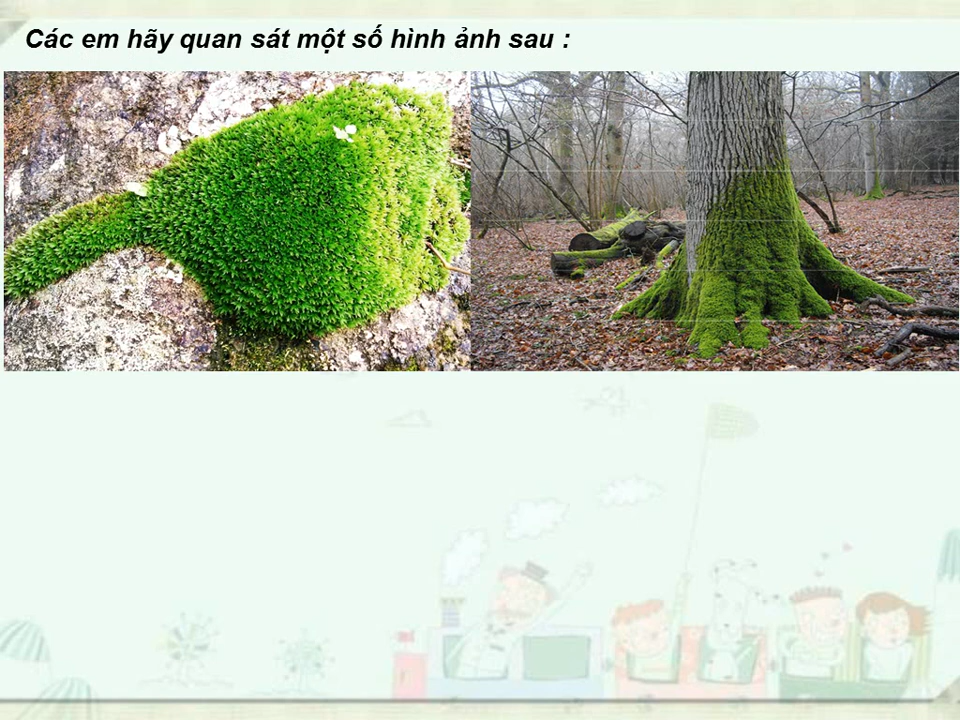 Các em hãy quan sát một số hình ảnh sau :